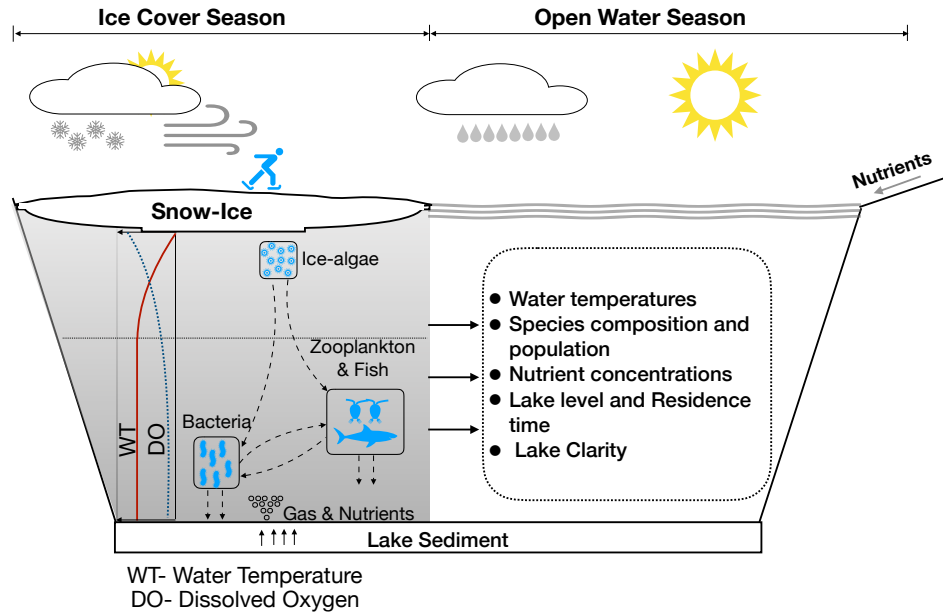 Ice Cover Season
Open Water Season
Nutrients
Snow-Ice
Ice-algae
Zooplankton
& Fish
Bacteria
WT
DO
Gas & Nutrients
● Water temperatures
● Species composition and
population
● Nutrient concentrations
● Lake level and Residence
time
● Lake Clarity
Lake Sediment
WT- Water Temperature
DO- Dissolved Oxygen